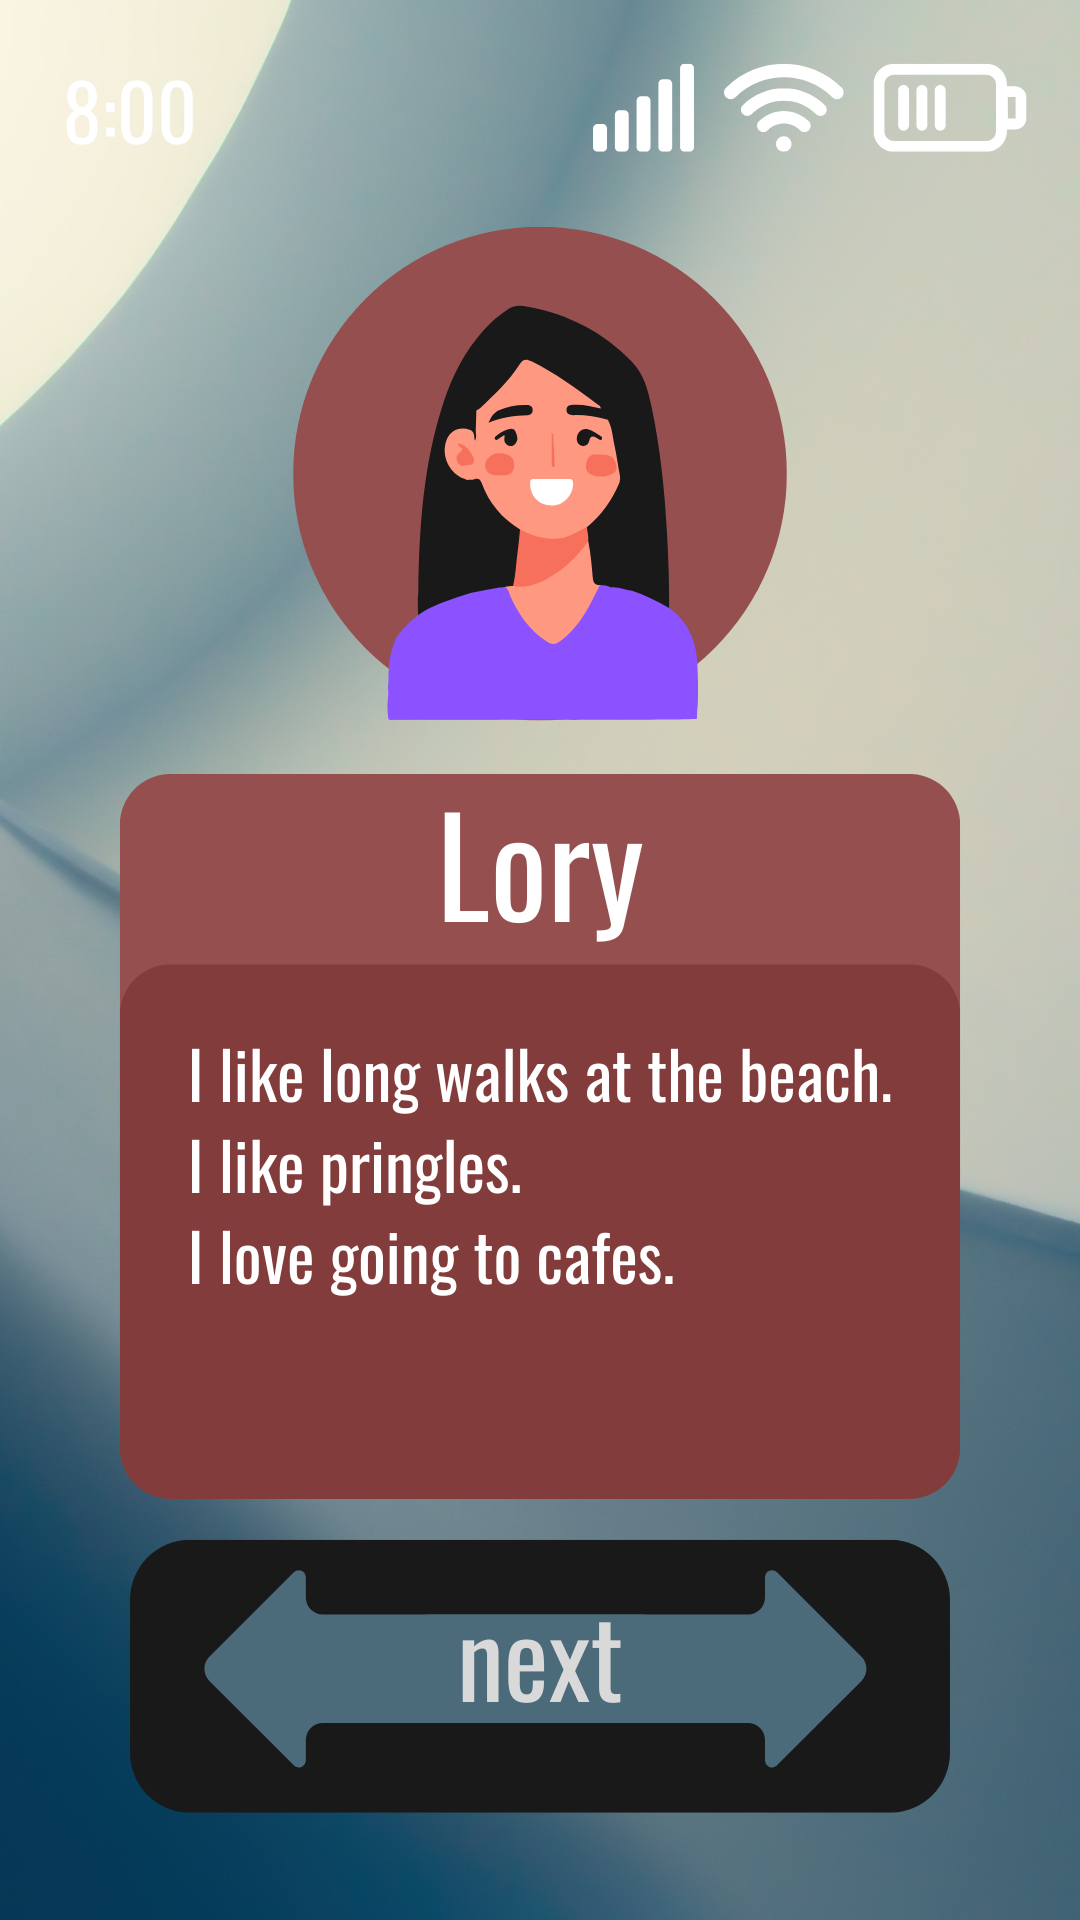 8:00
Lory
I like long walks at the beach.
I like pringles.
I love going to cafes.
next